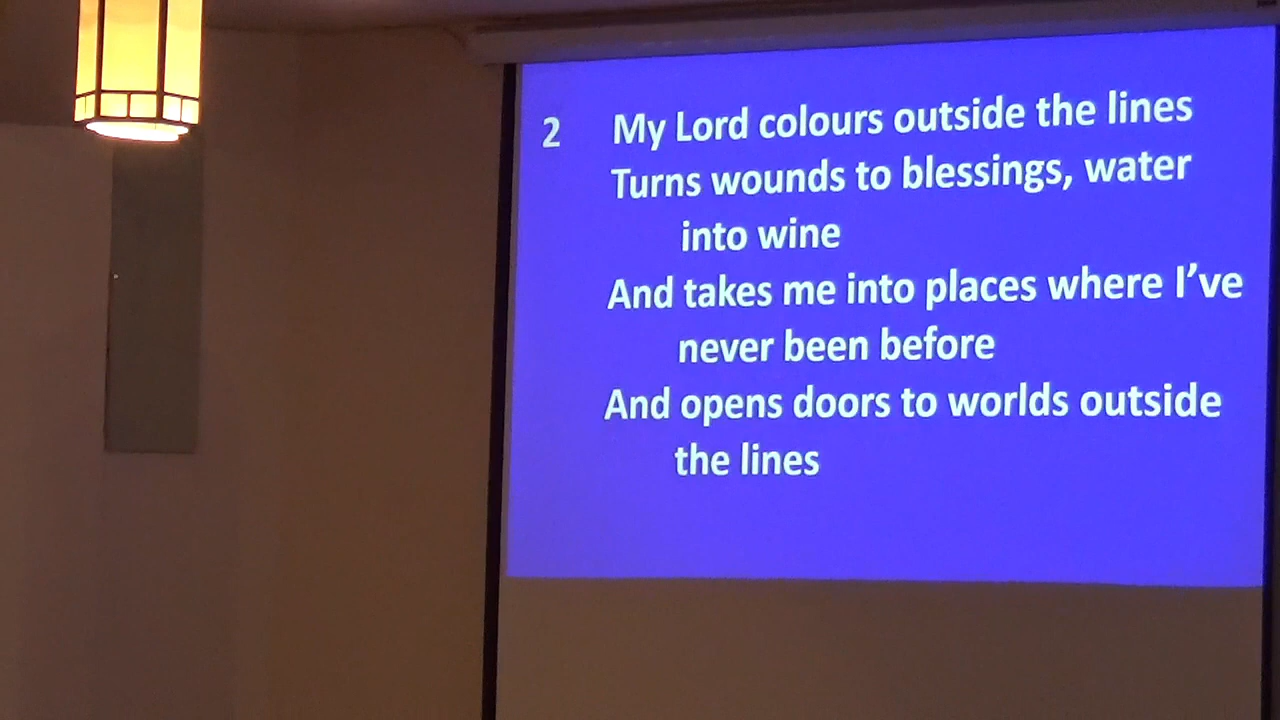 2 My Lord colours outside the lines
Turns wounds to blessings, water
into wine
And takes me into places where I’ve
never been before
And opens doors to worlds outside
the lines